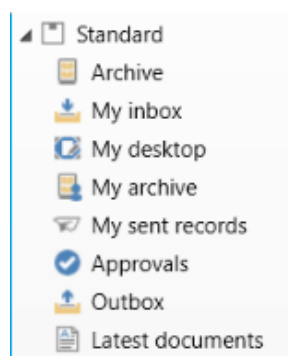 Standard
Archive
My inbox
My desktop
My archive
My sent records
Approvals
Outbox
Latest documents